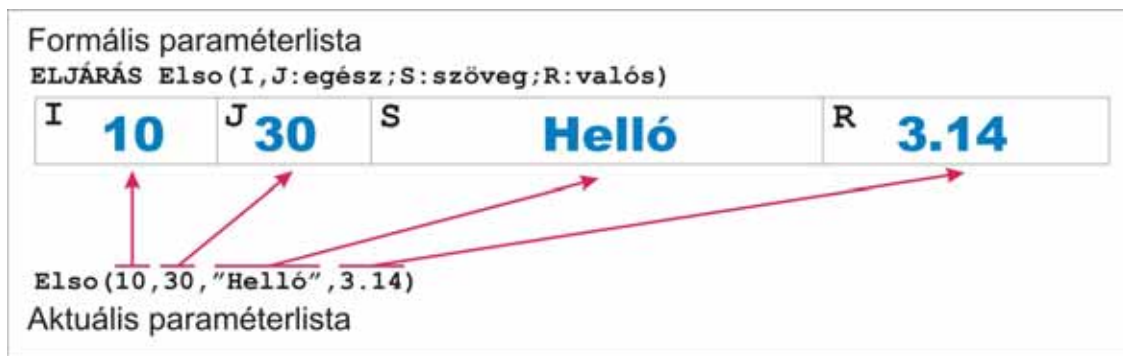 Formális paraméterlista
ELJÁRÁS Elso(I,J:egész;S:szöveg;R:valós)
I 10 J 30 S Helló R 3.14
Elso(10,30,"Helló",3.14)
Aktuális paraméterlista